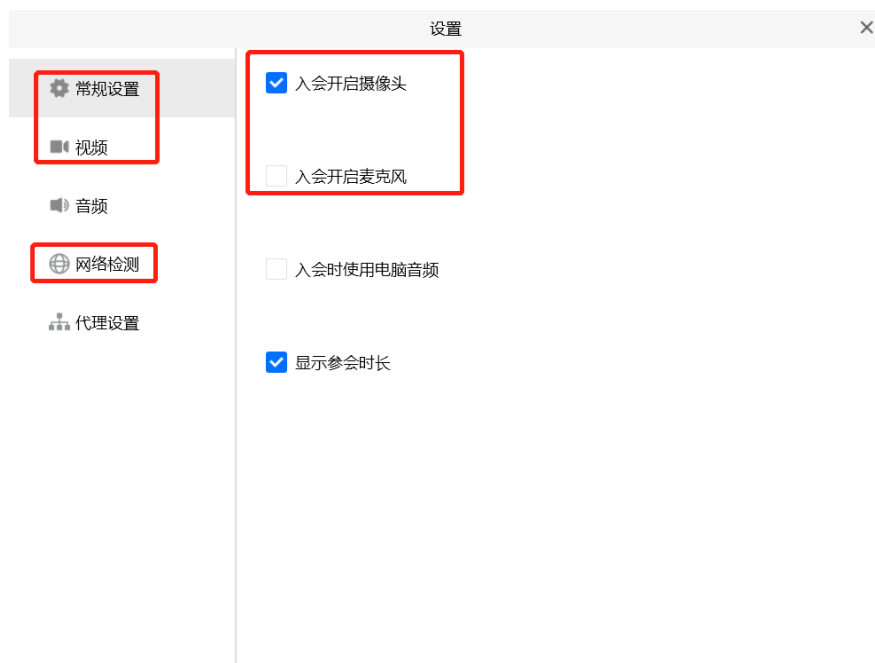 设置
常规设置
视频
音频
网络检测
代理设置
入会开启摄像头
入会开启麦克风
入会时使用电脑音频
显示参会时长